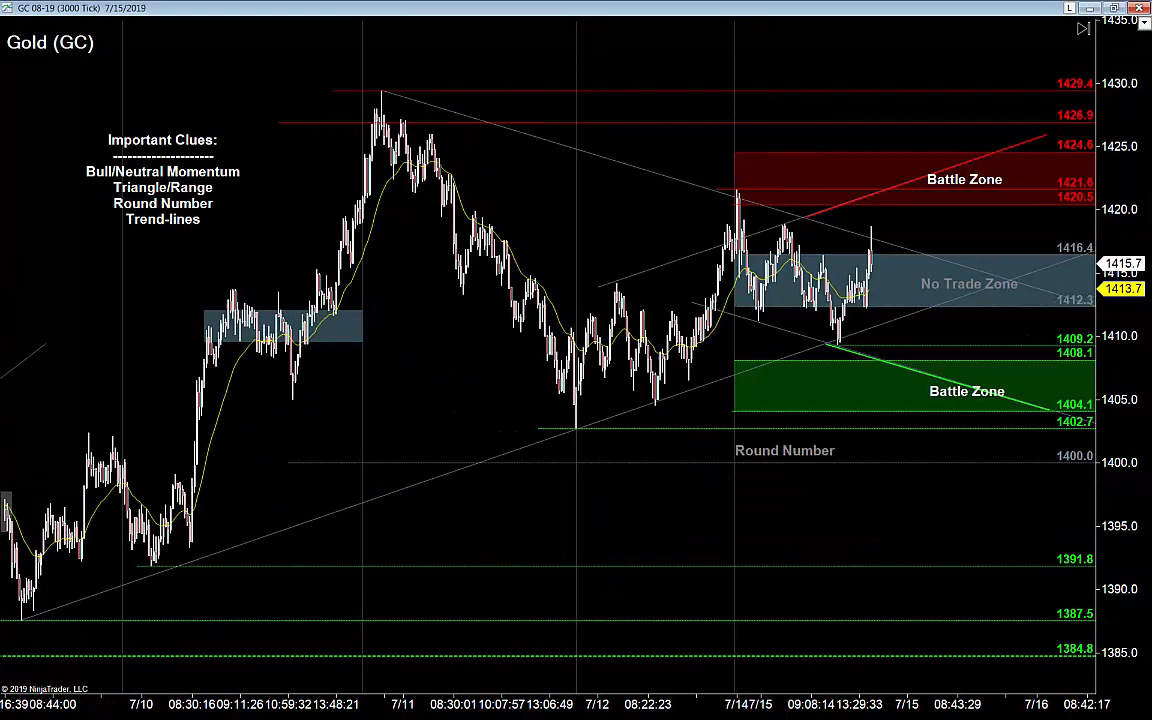 GC 08-19 (3000 Tick) 7/15/2019
L
Gold (GC)
1435.0
1429.4
1430.0
1426.9
Important Clues:
---------------------
Bull/Neutral Momentum
Triangle/Range
Round Number
Trend-lines
1424.6
1425.0
Battle Zone
1421.6
1420.5
1420.0
1416.4
1415.7
1415.0
No Trade Zone
1413.7
1412.3
1409.2
1410.0
1408.1
Battle Zone
1404.1
1405.0
1402.7
Round Number
1400.0
1400.0
1395.0
1391.8
1390.0
1387.5
1384.8
1385.0
© 2019 NinjaTrader, LLC
16:39 08:44:00 7/10 08:30:16 09:11:26 10:59:32 13:48:21 7/11 08:30:01 10:07:57 13:06:49 7/12 08:22:23 7/14 7/15 09:08:14 13:29:33 7/15 08:43:29 7/16 08:42:17